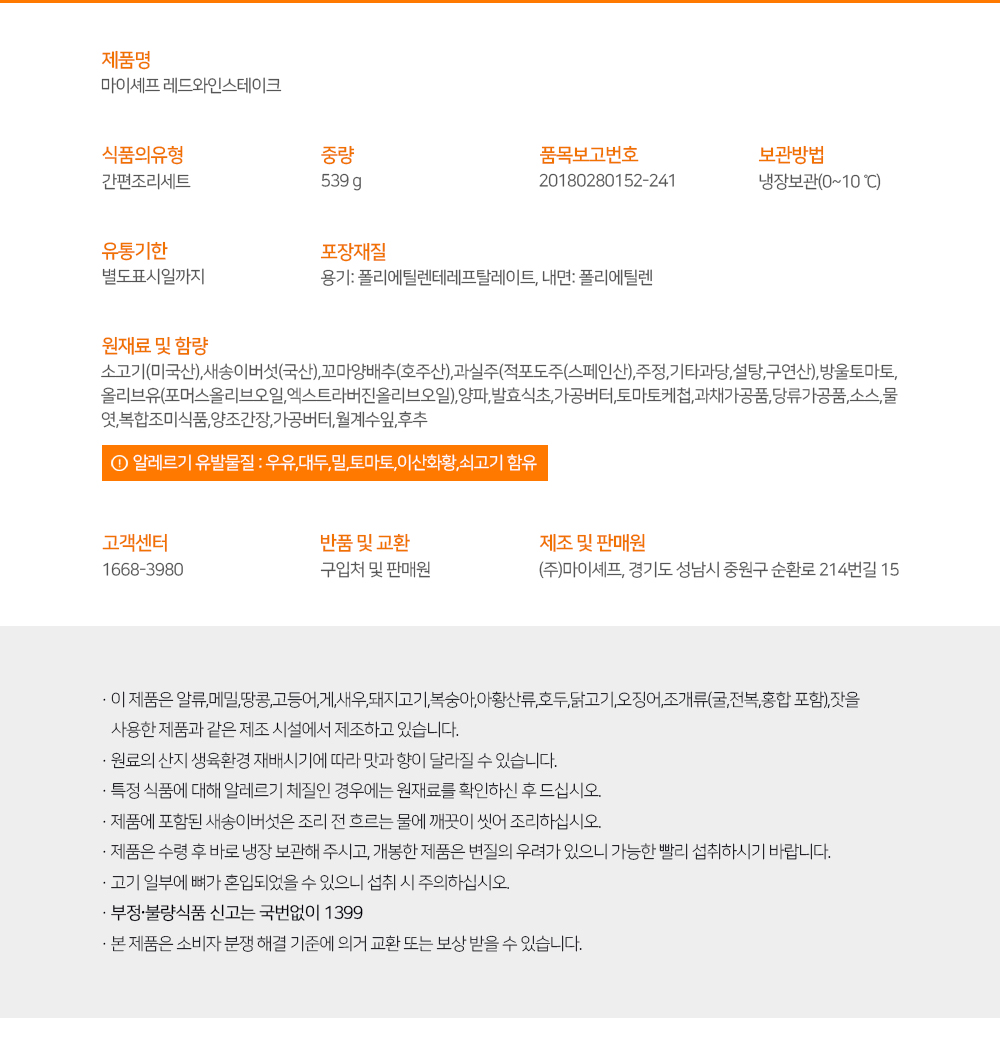 제품명
마이셰프 레드와인스테이크
식품의유형
간편조리세트
중량
539 g
품목보고번호
20180280152-241
보관방법
냉장보관(0~10 ℃)
유통기한
별도표시일까지
포장재질
용기: 폴리에틸렌테레프탈레이트, 내면: 폴리에틸렌
원재료 및 함량
소고기(미국산),새송이버섯(국산),꼬마양배추(호주산),과실주(적포도주(스페인산),주정,기타과당,설탕,구연산),방울토마토,
올리브유(포머스올리브오일,엑스트라버진올리브오일),양파,발효식초,가공버터,토마토케첩,과채가공품,당류가공품,소스,물
엿,복합조미식품,양조간장,가공버터,월계수잎,후추
알레르기 유발물질 : 우유,대두,밀,토마토,이산화황,쇠고기 함유
고객센터
1668-3980
반품 및 교환
구입처 및 판매원
제조 및 판매원
(주)마이셰프, 경기도 성남시 중원구 순환로 214번길 15
· 이 제품은 알류,메밀,땅콩,고등어,게,새우,돼지고기,복숭아,아황산류,호두,닭고기,오징어,조개류(굴,전복,홍합 포함),잣을
사용한 제품과 같은 제조 시설에서 제조하고 있습니다.
· 원료의 산지 생육환경 재배시기에 따라 맛과 향이 달라질 수 있습니다.
· 특정 식품에 대해 알레르기 체질인 경우에는 원재료를 확인하신 후 드십시오.
· 제품에 포함된 새송이버섯은 조리 전 흐르는 물에 깨끗이 씻어 조리하십시오.
· 제품은 수령 후 바로 냉장 보관해 주시고, 개봉한 제품은 변질의 우려가 있으니 가능한 빨리 섭취하시기 바랍니다.
· 고기 일부에 뼈가 혼입되었을 수 있으니 섭취 시 주의하십시오.
· 부정·불량식품 신고는 국번없이 1399
· 본 제품은 소비자 분쟁 해결 기준에 의거 교환 또는 보상 받을 수 있습니다.